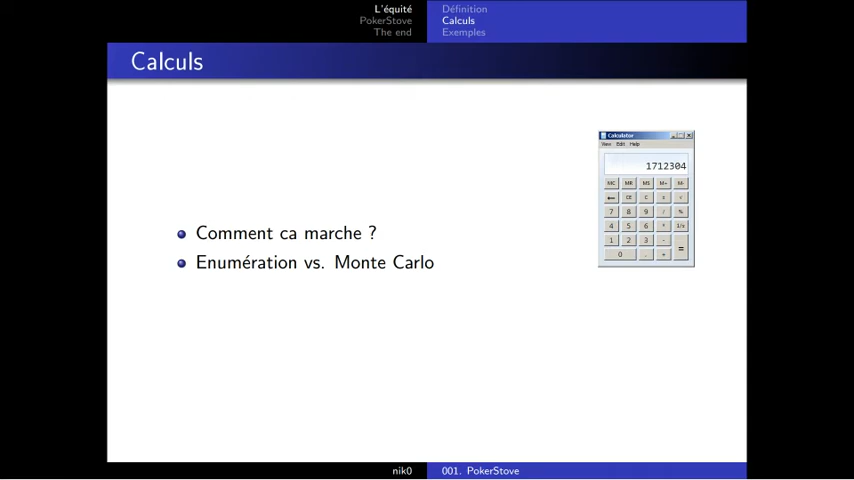 L'équité
PokerStove
The end
Définition
Calculs
Exemples
Calculs
Calculator
View Edit Help
1712304
MC MR MS M+ M-
← CE C ± √
7 8 9 / %
4 5 6 * 1/x
1 2 3 - =
0 . +
Comment ca marche ?
Enumération vs. Monte Carlo
nik0
001. PokerStove